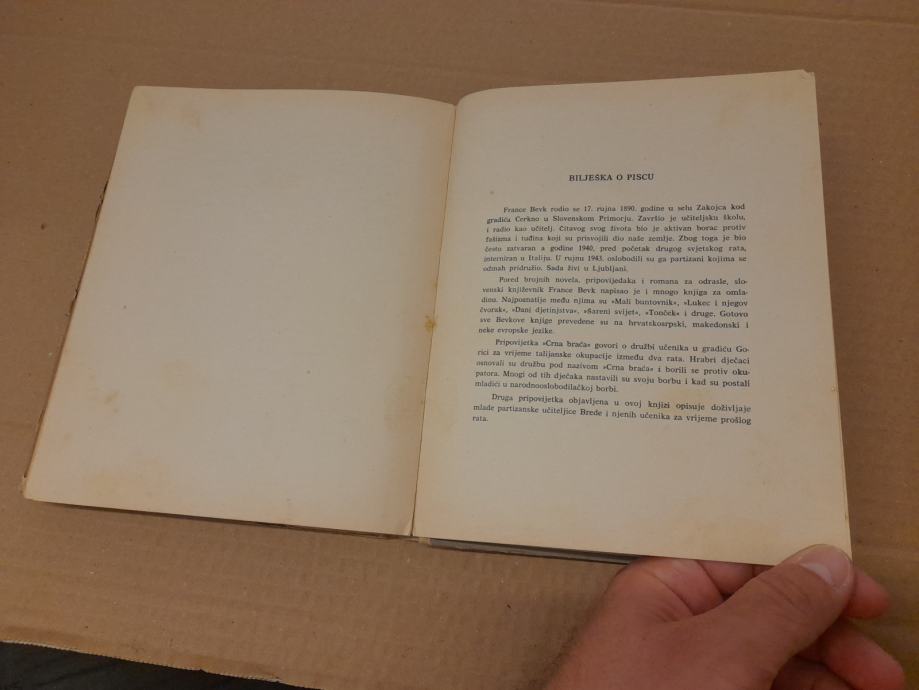 BILJEŠKA O PISCU
France Bevk rodio se 17. rujna 1890. godine u selu Zakojca kod
gradića Cerkno u Slovenskom Primorju. Završio je učiteljsku školu,
i radio kao učitelj. Čitavog svog života bio je aktivan borac protiv
fašizma i tuđina koji su prisvojili dio naše zemlje. Zbog toga je bio
često zatvaran a godine 1940, pred početak drugog svjetskog rata,
interniran u Italiju. U rujnu 1943. oslobodili su ga partizani kojima se
odmah pridružio. Sada živi u Ljubljani.
Pored brojnih novela, pripovijedaka i romana za odrasle, slo-
venski književnik France Bevk napisao je i mnogo knjiga za omla-
dinu. Najpoznatije među njima su »Mali buntovnik«, »Lukec i njegov
čvorak«, »Dani djetinjstva«, »Šareni svijet«, »Tonček« i druge. Gotovo
sve Bevkove knjige prevedene su na hrvatskosrpski, makedonski i
neke evropske jezike.
Pripovijetka »Crna braća« govori o družbi učenika u gradiću Go-
rici za vrijeme talijanske okupacije između dva rata. Hrabri dječaci
osnovali su družbu pod nazivom »Crna braća« i borili se protiv oku-
patora. Mnogi od tih dječaka nastavili su svoju borbu i kad su postali
mladići u narodnooslobodilačkoj borbi.
Druga pripovijetka objavljena u ovoj knjizi opisuje doživljaje
mlade partizanske učiteljice Brede i njenih učenika za vrijeme prošlog
rata.